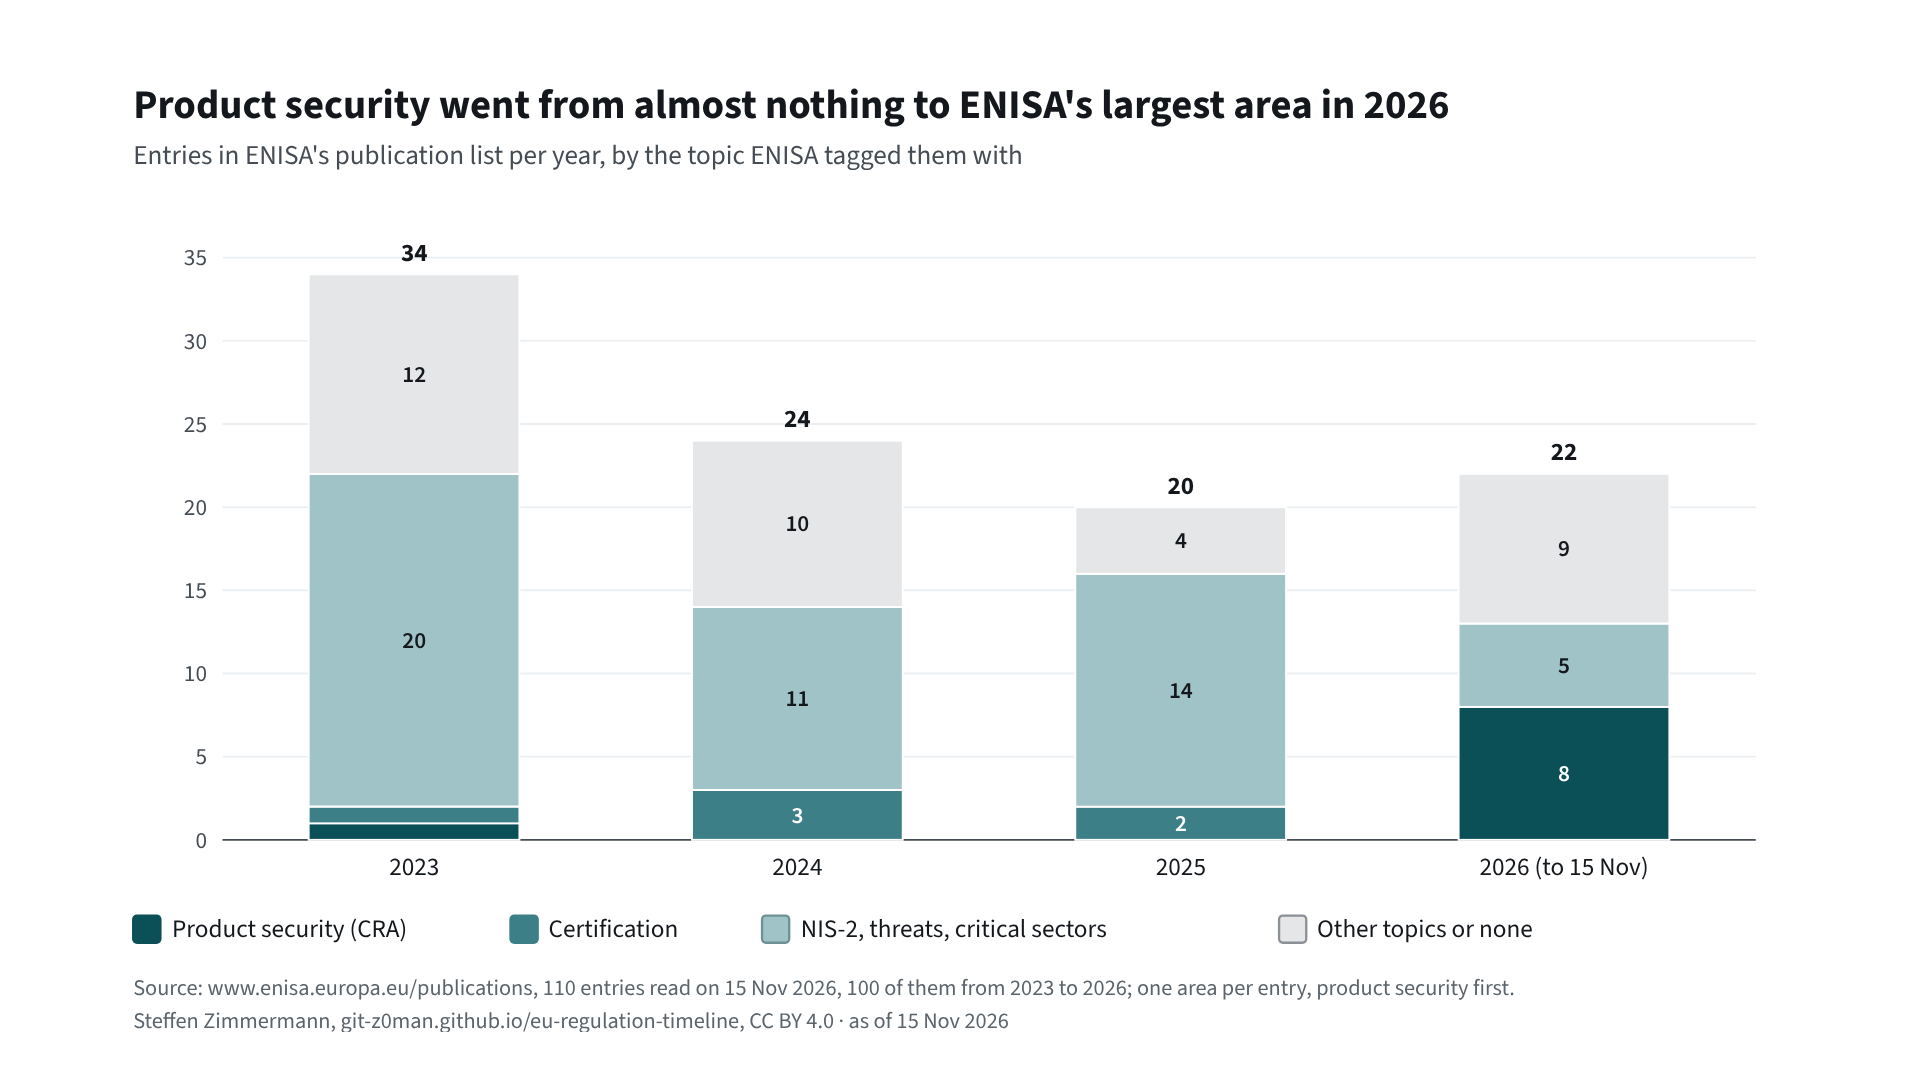 Product security went from almost nothing to ENISA's largest area in 2026
Entries in ENISA's publication list per year, by the topic ENISA tagged them with
35
30
25
20
15
10
5
0
34
12
20
24
10
11
3
20
4
14
2
22
9
5
8
2023
2024
2025
2026 (to 15 Nov)
Product security (CRA)
Certification
NIS-2, threats, critical sectors
Other topics or none
Source: www.enisa.europa.eu/publications, 110 entries read on 15 Nov 2026, 100 of them from 2023 to 2026; one area per entry, product security first.
Steffen Zimmermann, git-z0man.github.io/eu-regulation-timeline, CC BY 4.0 · as of 15 Nov 2026